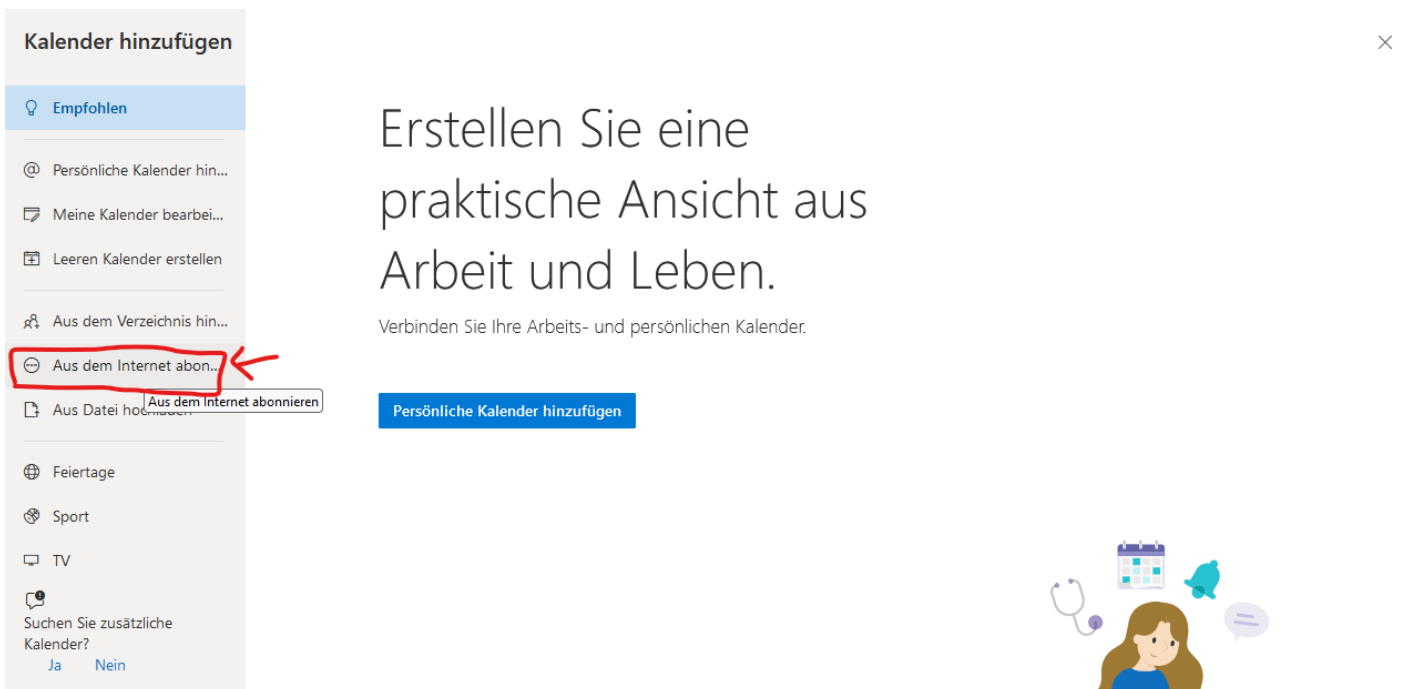 Kalender hinzufügen
Empfohlen
Persönliche Kalender hin...
Meine Kalender bearbei...
Leeren Kalender erstellen
Aus dem Verzeichnis hin...
Aus dem Internet abon...
Aus dem Internet abonnieren
Aus Datei hochladen
Feiertage
Sport
TV
Suchen Sie zusätzliche
Kalender?
Ja Nein
Erstellen Sie eine
praktische Ansicht aus
Arbeit und Leben.
Verbinden Sie Ihre Arbeits- und persönlichen Kalender.
Persönliche Kalender hinzufügen